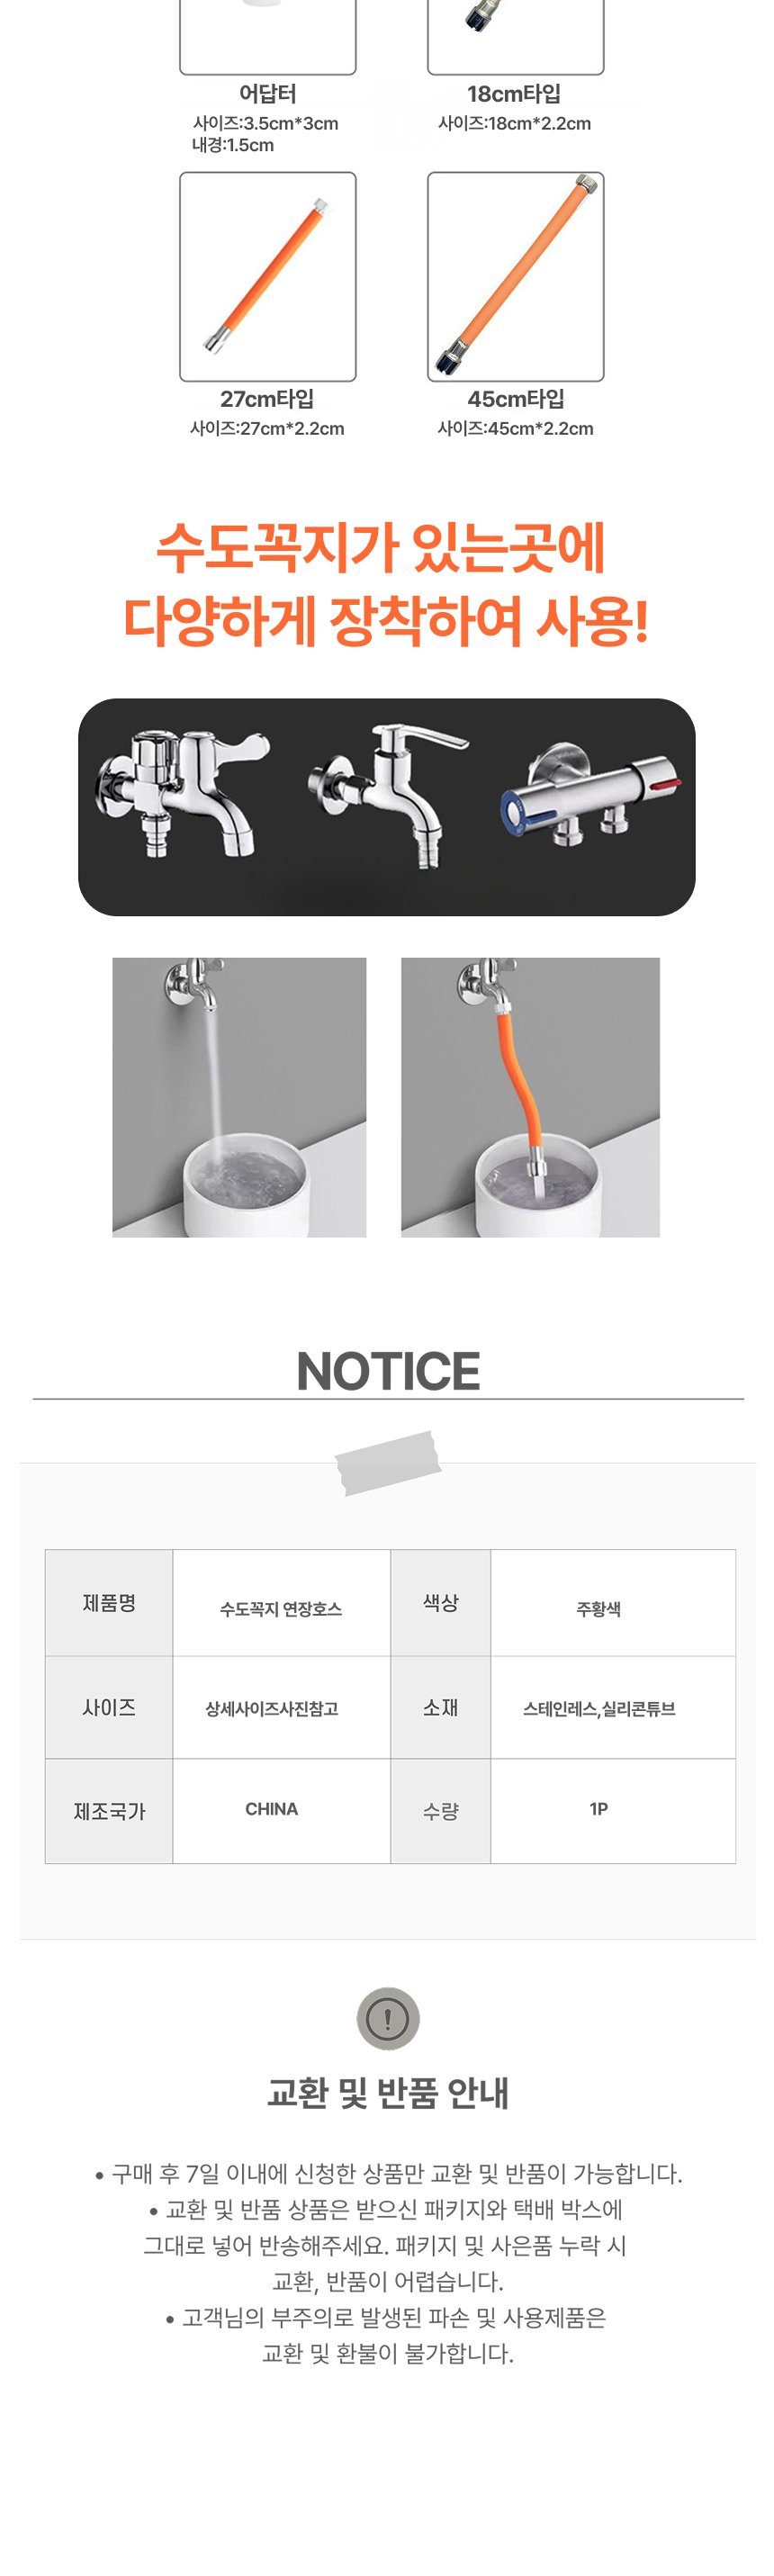 어답터
사이즈:3.5cm*3cm
내경:1.5cm
18cm타입
사이즈:18cm*2.2cm
27cm타입
사이즈:27cm*2.2cm
45cm타입
사이즈:45cm*2.2cm
수도꼭지가 있는곳에
다양하게 장착하여 사용!
NOTICE
제품명
수도꼭지 연장호스
색상
주황색
사이즈
상세사이즈사진참고
소재
스테인레스,실리콘튜브
제조국가
CHINA
수량
1P
교환 및 반품 안내
• 구매 후 7일 이내에 신청한 상품만 교환 및 반품이 가능합니다.
• 교환 및 반품 상품은 받으신 패키지와 택배 박스에
그대로 넣어 반송해주세요. 패키지 및 사은품 누락 시
교환, 반품이 어렵습니다.
• 고객님의 부주의로 발생된 파손 및 사용제품은
교환 및 환불이 불가합니다.